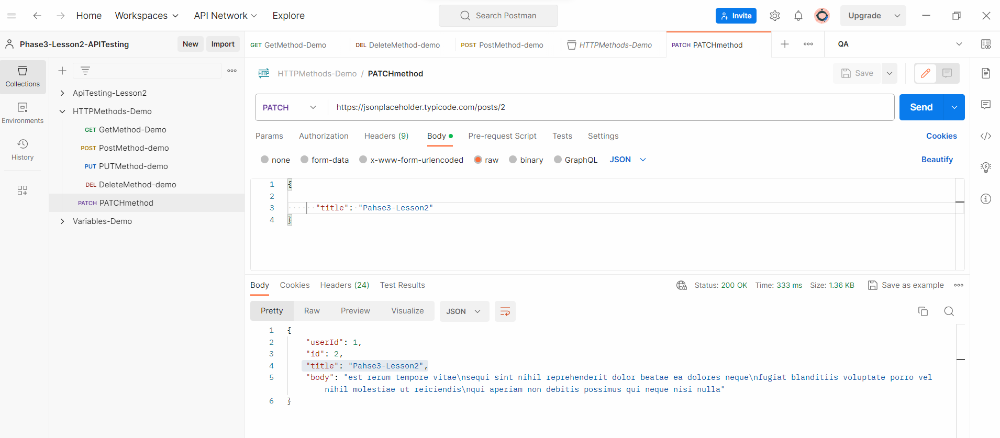 Home Workspaces API Network Explore Search Postman Invite Upgrade
Phase3-Lesson2-APITesting New Import
GET GetMethod-Demo DEL DeleteMethod-demo POST PostMethod-demo HTTPMethods-Demo PATCH PATCHmethod QA
Collections
Environments
History
ApiTesting-Lesson2
HTTPMethods-Demo
GET GetMethod-Demo
POST PostMethod-demo
PUT PUTMethod-demo
DEL DeleteMethod-demo
PATCH PATCHmethod
Variables-Demo
HTTP HTTPMethods-Demo / PATCHmethod Save
PATCH https://jsonplaceholder.typicode.com/posts/2 Send
Params Authorization Headers (9) Body Pre-request Script Tests Settings Cookies
none form-data x-www-form-urlencoded raw binary GraphQL JSON Beautify
1 {
2
3 "title": "Pahse3-Lesson2"
4 }
Body Cookies Headers (24) Test Results Status: 200 OK Time: 333 ms Size: 1.36 KB Save as example
Pretty Raw Preview Visualize JSON
1 {
2 "userId": 1,
3 "id": 2,
4 "title": "Pahse3-Lesson2",
5 "body": "est rerum tempore vitae\nsequi sint nihil reprehenderit dolor beatae ea dolores neque\nfugiat blanditiis voluptate porro vel
nihil molestiae ut reiciendis\nqui aperiam non debitis possimus qui neque nisi nulla"
6 }